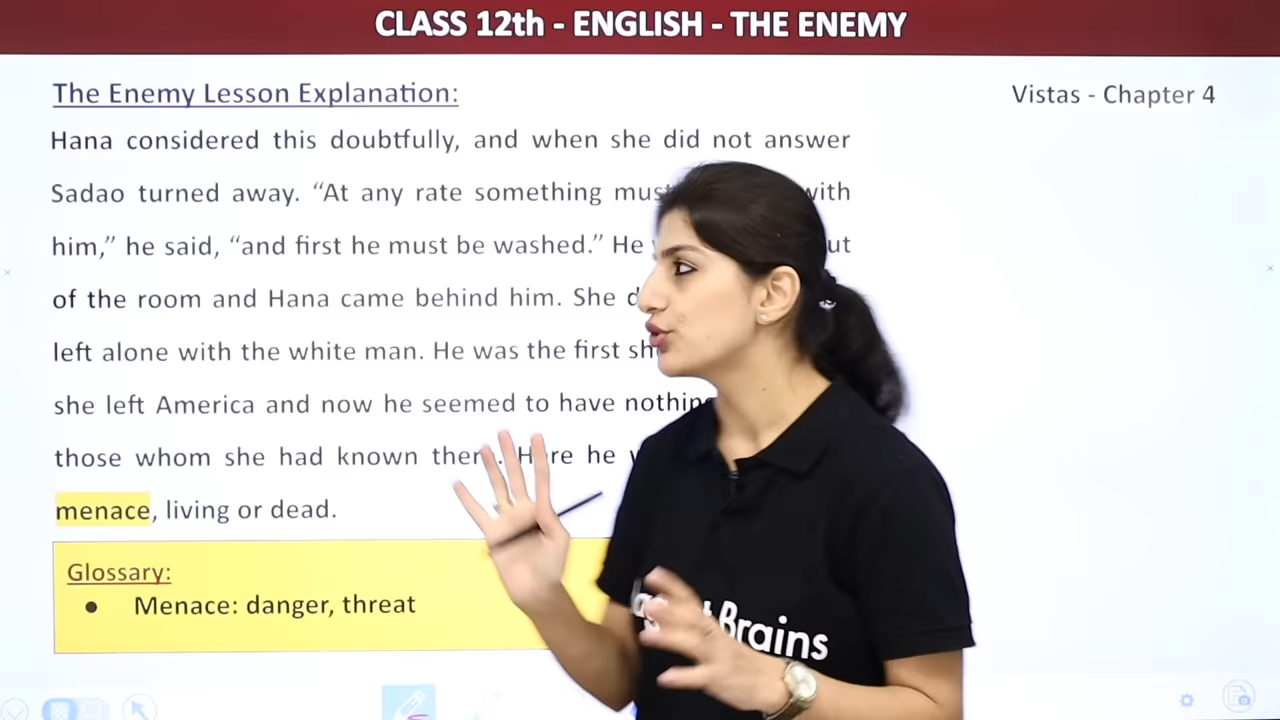 CLASS 12th - ENGLISH - THE ENEMY
The Enemy Lesson Explanation:
Vistas - Chapter 4
Hana considered this doubtfully, and when she did not answer
Sadao turned away. “At any rate something must with
him,” he said, “and first he must be washed.” He
of the room and Hana came behind him. She
left alone with the white man. He was the first
she left America and now he seemed to have nothing
those whom she had known there. Here he
menace, living or dead.
Glossary:
● Menace: danger, threat
Brains